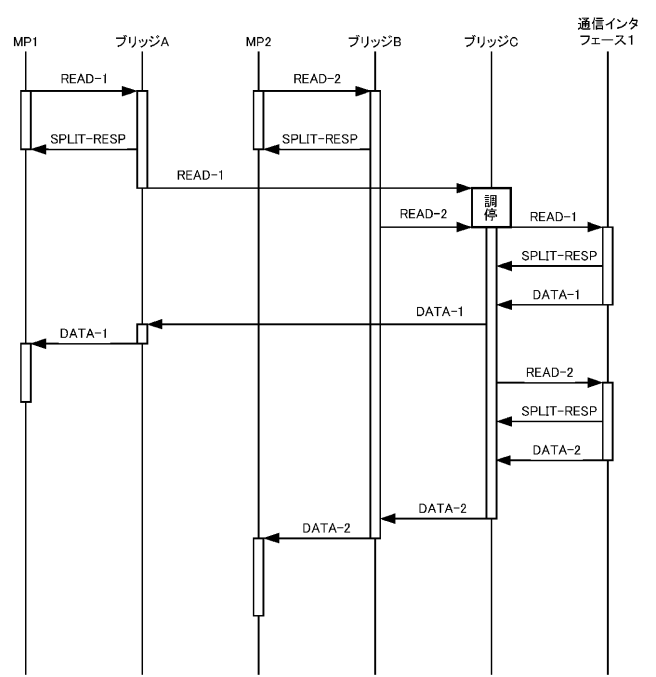 通信インタ
フェース1
MP1
ブリッジA
MP2
ブリッジB
ブリッジC
READ-1
READ-2
SPLIT-RESP
SPLIT-RESP
READ-1
調
停
READ-2
READ-1
SPLIT-RESP
DATA-1
DATA-1
DATA-1
READ-2
SPLIT-RESP
DATA-2
DATA-2
DATA-2